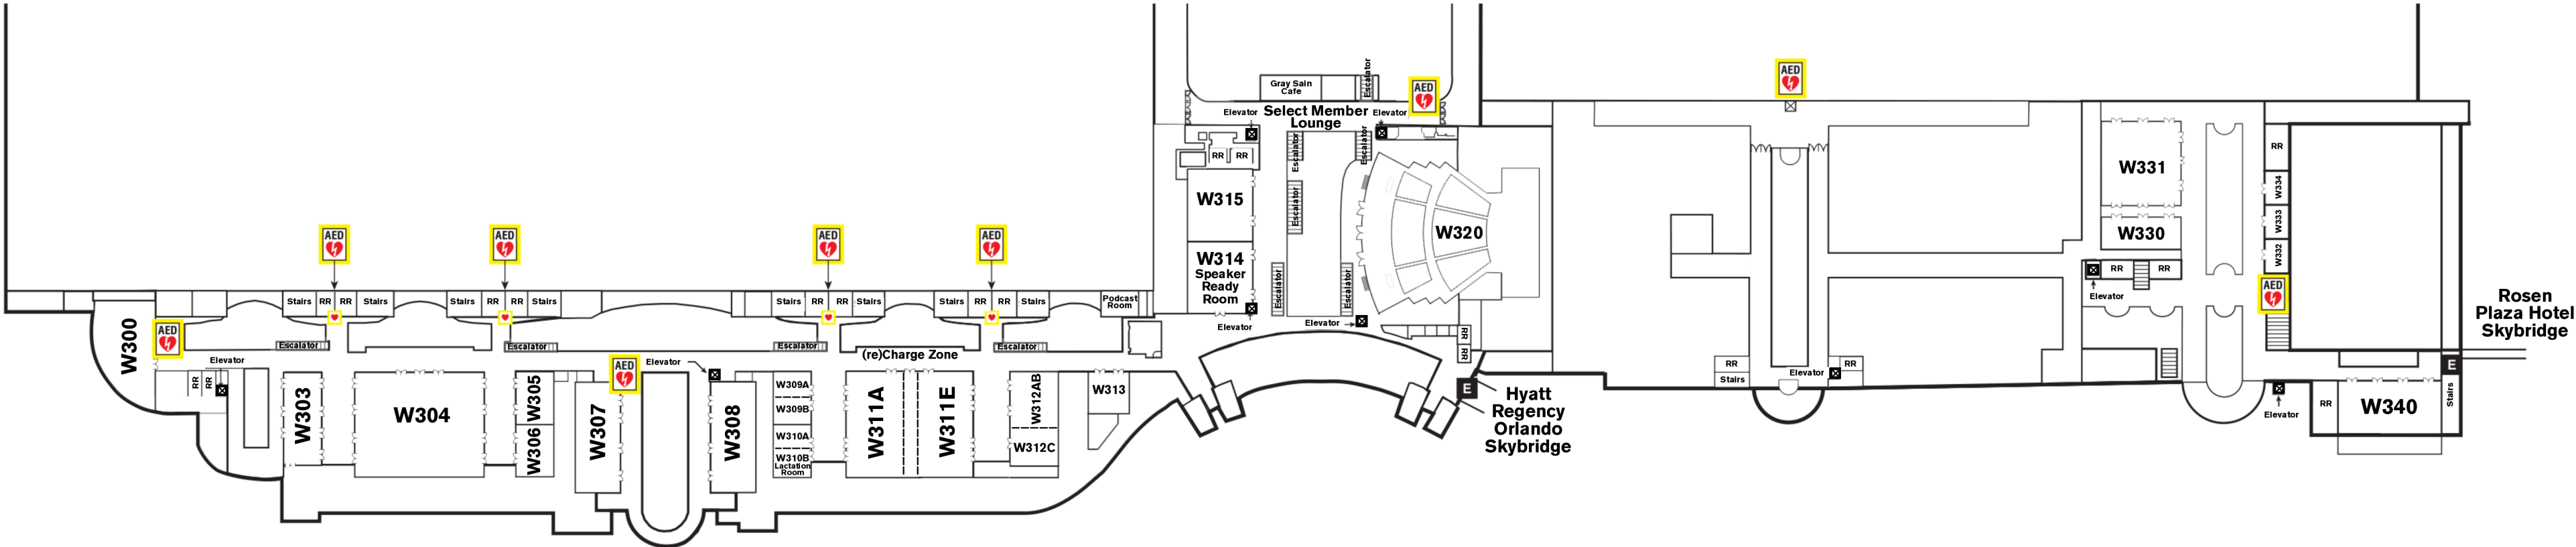 AED
W300
Elevator
RR
RR
AED
Stairs
RR
RR
Stairs
Escalator
W303
W304
AED
Stairs
RR
RR
Stairs
Escalator
W305
W306
W307
AED
Elevator
W308
AED
Stairs
RR
RR
Stairs
Escalator
W309A
W309B
W310A
W310B
Lactation
Room
(re)Charge Zone
W311A
W311E
AED
Stairs
RR
RR
Stairs
Escalator
W312AB
W312C
Podcast
Room
W313
Gray Sain
Cafe
Escalator
AED
Elevator
Select Member
Lounge
Elevator
RR
RR
Escalator
Escalator
W315
Escalator
W320
W314
Speaker
Ready
Room
Escalator
Escalator
Elevator
Elevator
RR
RR
E
Hyatt
Regency
Orlando
Skybridge
AED
RR
Stairs
Elevator
RR
W331
W330
RR
RR
Elevator
RR
W334
W333
W332
AED
Elevator
RR
W340
Stairs
E
Rosen
Plaza Hotel
Skybridge